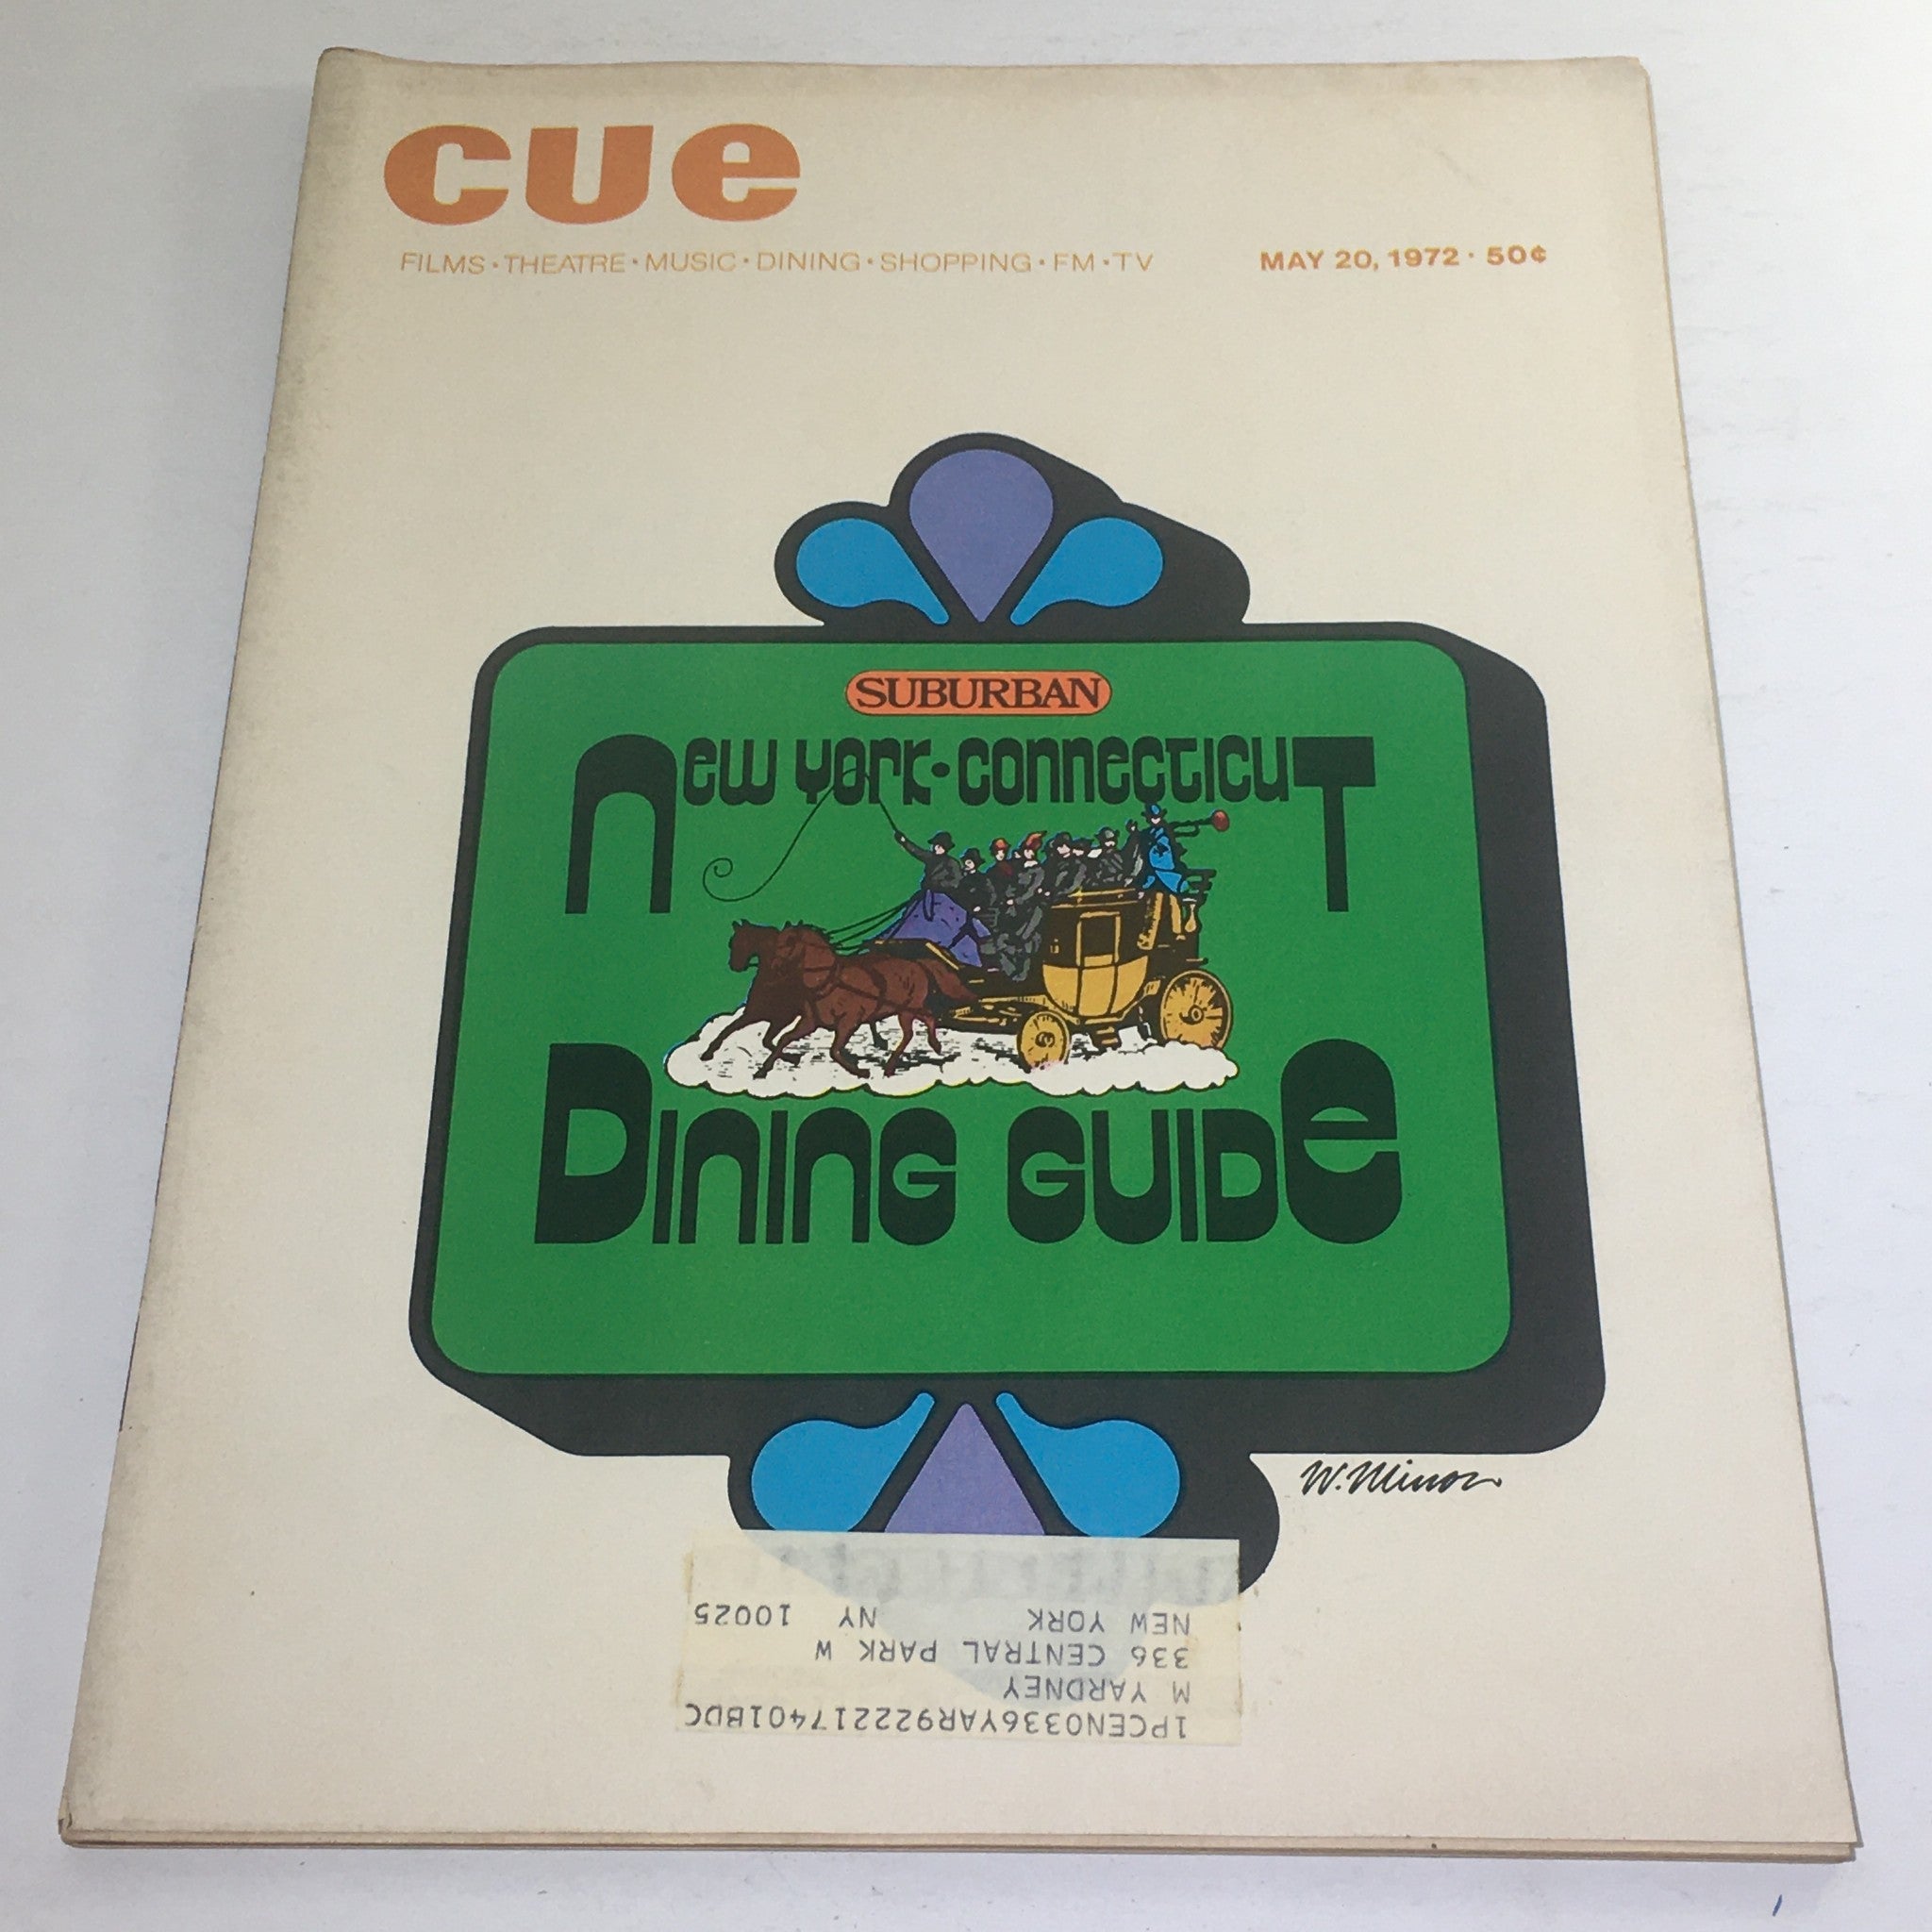 cue
FILMS • THEATRE • MUSIC • DINING • SHOPPING • FM • TV
MAY 20, 1972 • 50¢
SUBURBAN
New York • Connecticut
Dining Guide
W. Minor
1PCEN0336YAR922217401BDC
M YARDNEY
336 CENTRAL PARK W
NEW YORK NY 10025